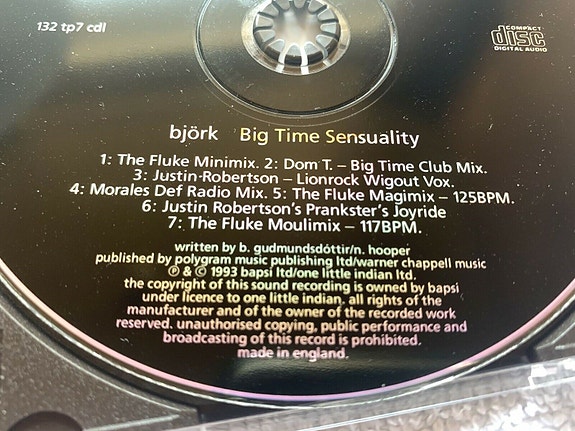 132 tp7 cdl
COMPACT
disc
DIGITAL AUDIO
björk Big Time Sensuality
1: The Fluke Minimix. 2: Dom T. – Big Time Club Mix.
3: Justin Robertson – Lionrock Wigout Vox.
4: Morales Def Radio Mix. 5: The Fluke Magimix – 125BPM.
6: Justin Robertson's Prankster's Joyride
7: The Fluke Moulimix – 117BPM.
written by b. gudmundsdóttir/n. hooper
published by polygram music publishing ltd/warner chappell music
℗ & © 1993 bapsi ltd/one little indian ltd.
the copyright of this sound recording is owned by bapsi
under licence to one little indian. all rights of the
manufacturer and of the owner of the recorded work
reserved. unauthorised copying, public performance and
broadcasting of this record is prohibited.
made in england.